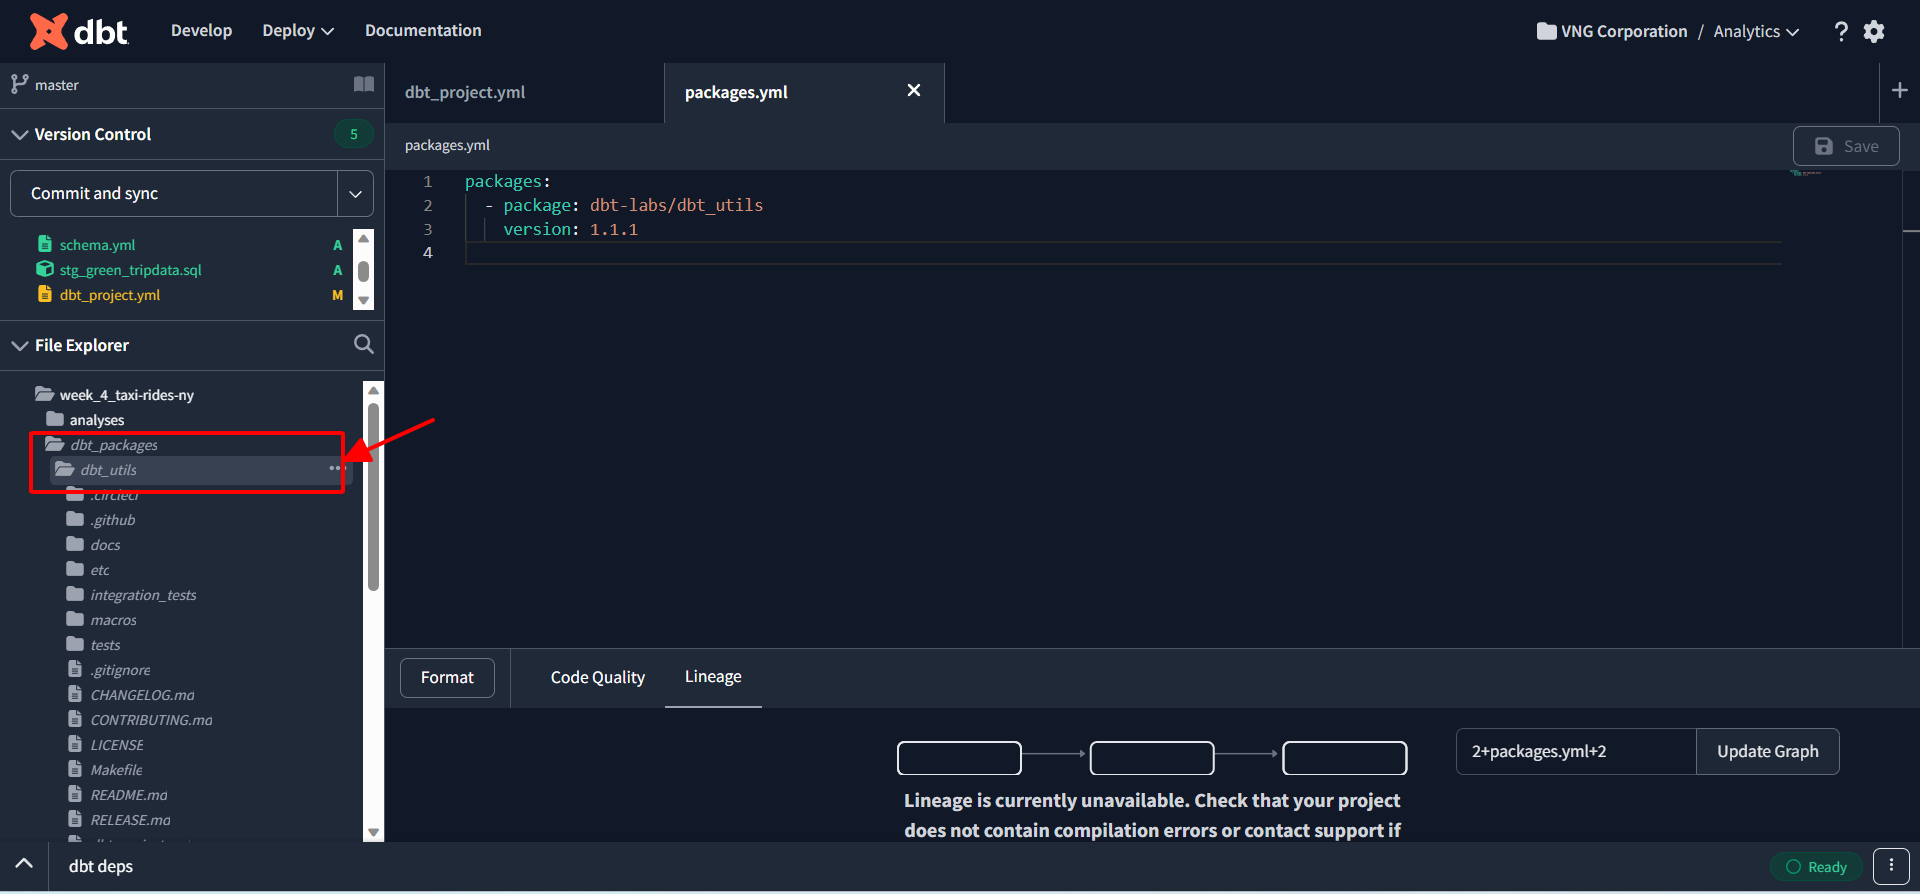 dbt
Develop
Deploy
Documentation
VNG Corporation / Analytics
?
master
Version Control
5
Commit and sync
schema.yml A
stg_green_tripdata.sql A
dbt_project.yml M
File Explorer
week_4_taxi-rides-ny
analyses
dbt_packages
dbt_utils
.circleci
.github
docs
etc
integration_tests
macros
tests
.gitignore
CHANGELOG.md
CONTRIBUTING.md
LICENSE
Makefile
README.md
RELEASE.md
dbt_project.yml
packages.yml
packages.yml
Save
1 packages:
2 - package: dbt-labs/dbt_utils
3 version: 1.1.1
4
Format
Code Quality
Lineage
2+packages.yml+2
Update Graph
Lineage is currently unavailable. Check that your project
does not contain compilation errors or contact support if
dbt deps
Ready